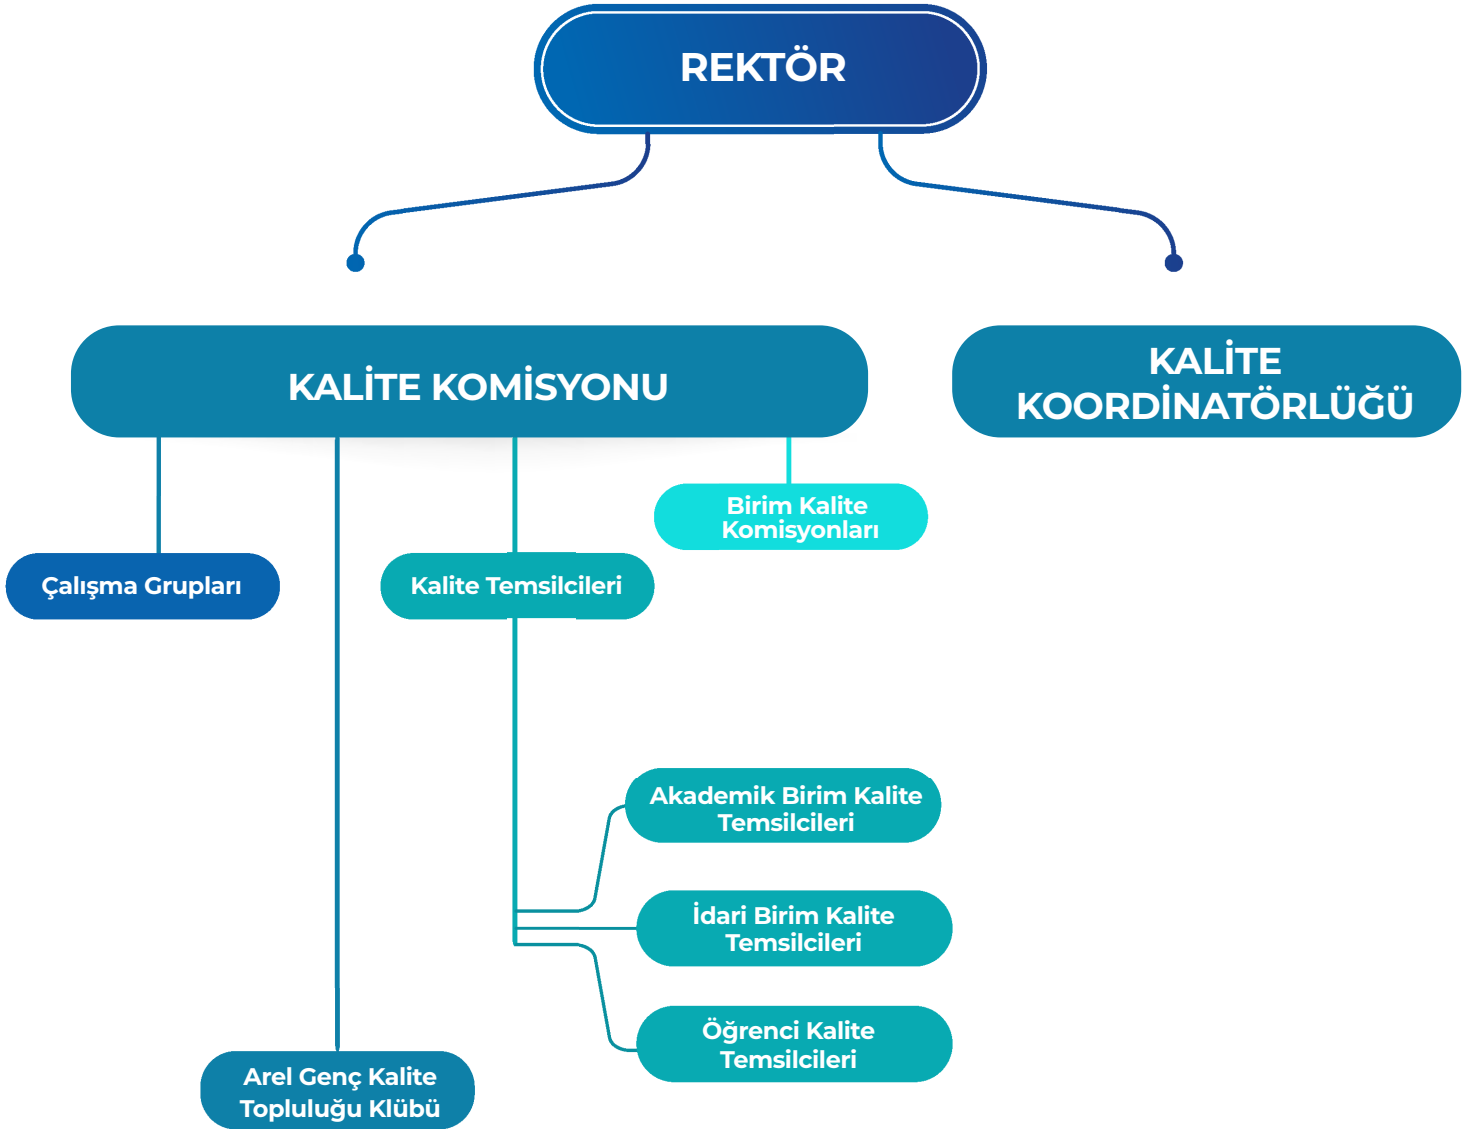 REKTÖR
KALİTE KOMİSYONU
KALİTE
KOORDİNATÖRLÜĞÜ
Birim Kalite
Komisyonları
Çalışma Grupları
Kalite Temsilcileri
Akademik Birim Kalite
Temsilcileri
İdari Birim Kalite
Temsilcileri
Öğrenci Kalite
Temsilcileri
Arel Genç Kalite
Topluluğu Klübü